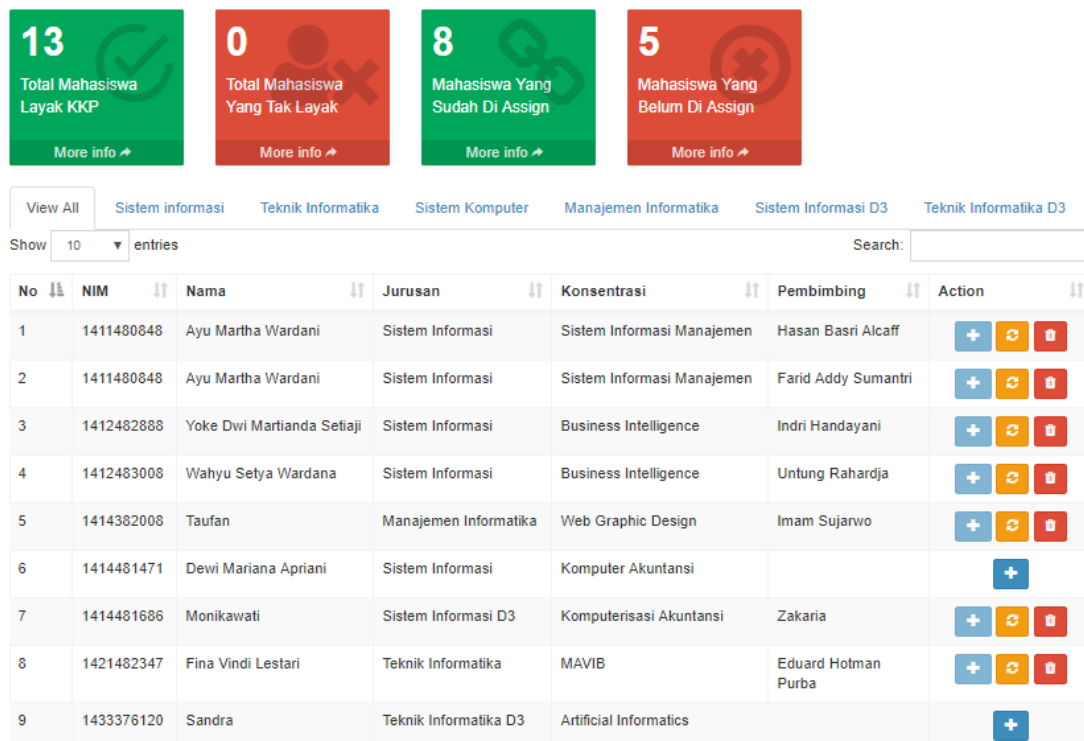 13
Total Mahasiswa
Layak KKP
More info
0
Total Mahasiswa
Yang Tak Layak
More info
8
Mahasiswa Yang
Sudah Di Assign
More info
5
Mahasiswa Yang
Belum Di Assign
More info
View All Sistem informasi Teknik Informatika Sistem Komputer Manajemen Informatika Sistem Informasi D3 Teknik Informatika D3
Show 10 entries Search:
No NIM Nama Jurusan Konsentrasi Pembimbing Action
1 1411480848 Ayu Martha Wardani Sistem Informasi Sistem Informasi Manajemen Hasan Basri Alcaff
2 1411480848 Ayu Martha Wardani Sistem Informasi Sistem Informasi Manajemen Farid Addy Sumantri
3 1412482888 Yoke Dwi Martianda Setiaji Sistem Informasi Business Intelligence Indri Handayani
4 1412483008 Wahyu Setya Wardana Sistem Informasi Business Intelligence Untung Rahardja
5 1414382008 Taufan Manajemen Informatika Web Graphic Design Imam Sujarwo
6 1414481471 Dewi Mariana Apriani Sistem Informasi Komputer Akuntansi
7 1414481686 Monikawati Sistem Informasi D3 Komputerisasi Akuntansi Zakaria
8 1421482347 Fina Vindi Lestari Teknik Informatika MAVIB Eduard Hotman
Purba
9 1433376120 Sandra Teknik Informatika D3 Artificial Informatics